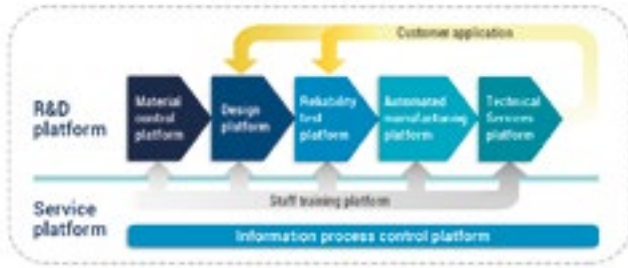 Customer application
R&D
platform
Material
control
platform
Design
platform
Reliability
test
platform
Automated
manufacturing
platform
Technical
Services
platform
Staff training platform
Service
platform
Information process control platform